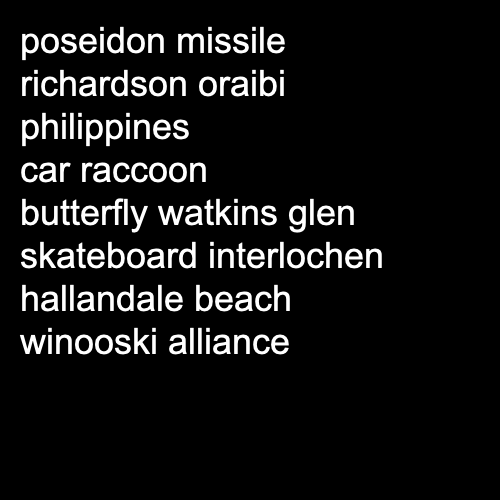 poseidon missile
richardson oraibi
philippines
car raccoon
butterfly watkins glen
skateboard interlochen
hallandale beach
winooski alliance